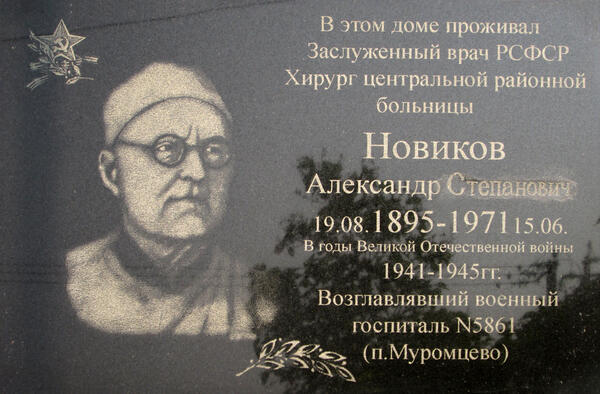 В этом доме проживал
Заслуженный врач РСФСР
Хирург центральной районной
больницы
Новиков
Александр Степанович
19.08.1895-1971 15.06.
В годы Великой Отечественной войны
1941-1945гг.
Возглавлявший военный
госпиталь N5861
(п.Муромцево)